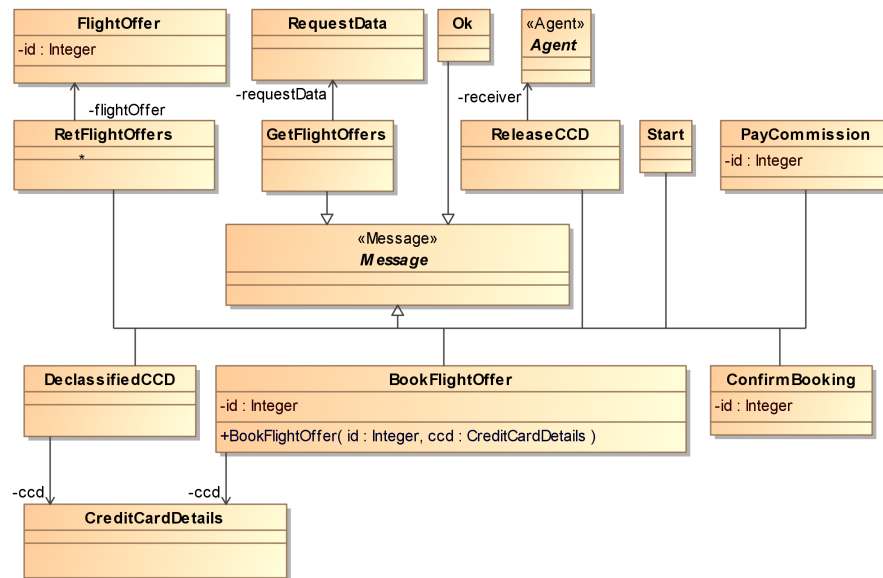 FlightOffer
-id : Integer
RequestData
Ok
«Agent»
Agent
-flightOffer
-requestData
-receiver
RetFlightOffers
*
GetFlightOffers
ReleaseCCD
Start
PayCommission
-id : Integer
«Message»
Message
DeclassifiedCCD
BookFlightOffer
-id : Integer
+BookFlightOffer( id : Integer, ccd : CreditCardDetails )
ConfirmBooking
-id : Integer
-ccd
-ccd
CreditCardDetails